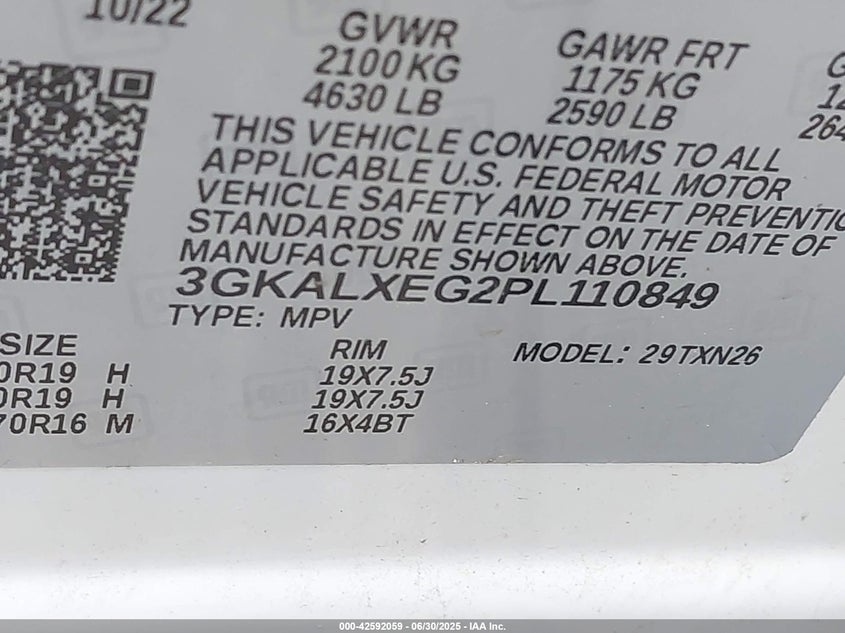 10/22
GVWR
2100 KG
4630 LB
GAWR FRT
1175 KG
2590 LB
THIS VEHICLE CONFORMS TO ALL
APPLICABLE U.S. FEDERAL MOTOR
VEHICLE SAFETY AND THEFT PREVENTIO
STANDARDS IN EFFECT ON THE DATE OF
MANUFACTURE SHOWN ABOVE.
3GKALXEG2PL110849
TYPE: MPV
SIZE RIM MODEL: 29TXN26
0R19 H 19X7.5J
0R19 H 19X7.5J
70R16 M 16X4BT
000-42592059 - 06/30/2025 - IAA Inc.